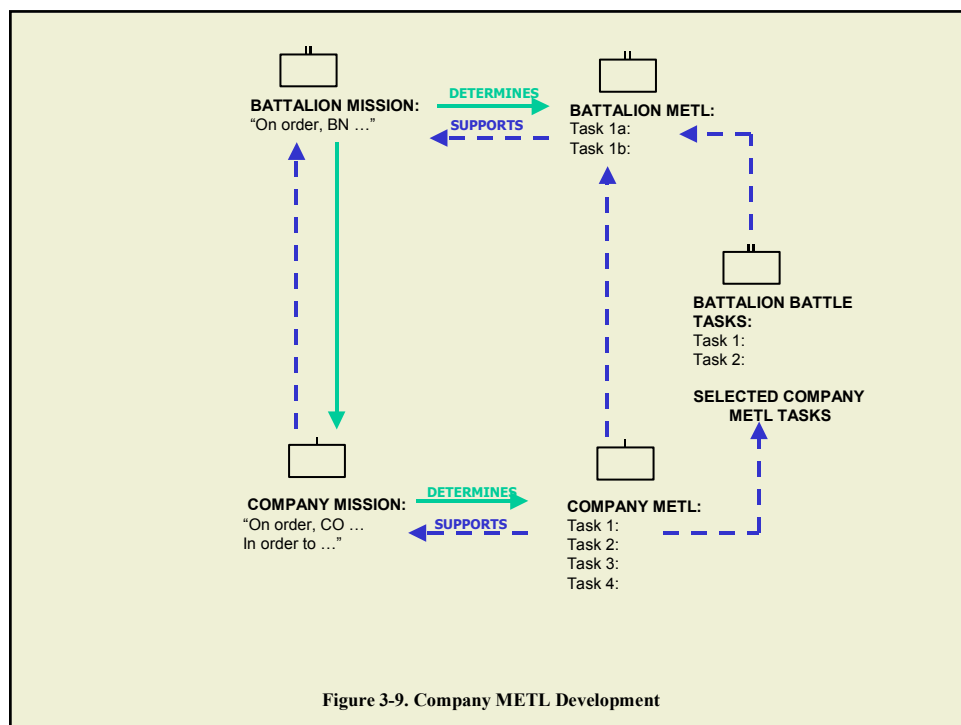 BATTALION MISSION:
“On order, BN …”
DETERMINES
SUPPORTS
BATTALION METL:
Task 1a:
Task 1b:
BATTALION BATTLE
TASKS:
Task 1:
Task 2:
SELECTED COMPANY
METL TASKS
COMPANY MISSION:
“On order, CO …
In order to …”
DETERMINES
SUPPORTS
COMPANY METL:
Task 1:
Task 2:
Task 3:
Task 4:
Figure 3-9. Company METL Development